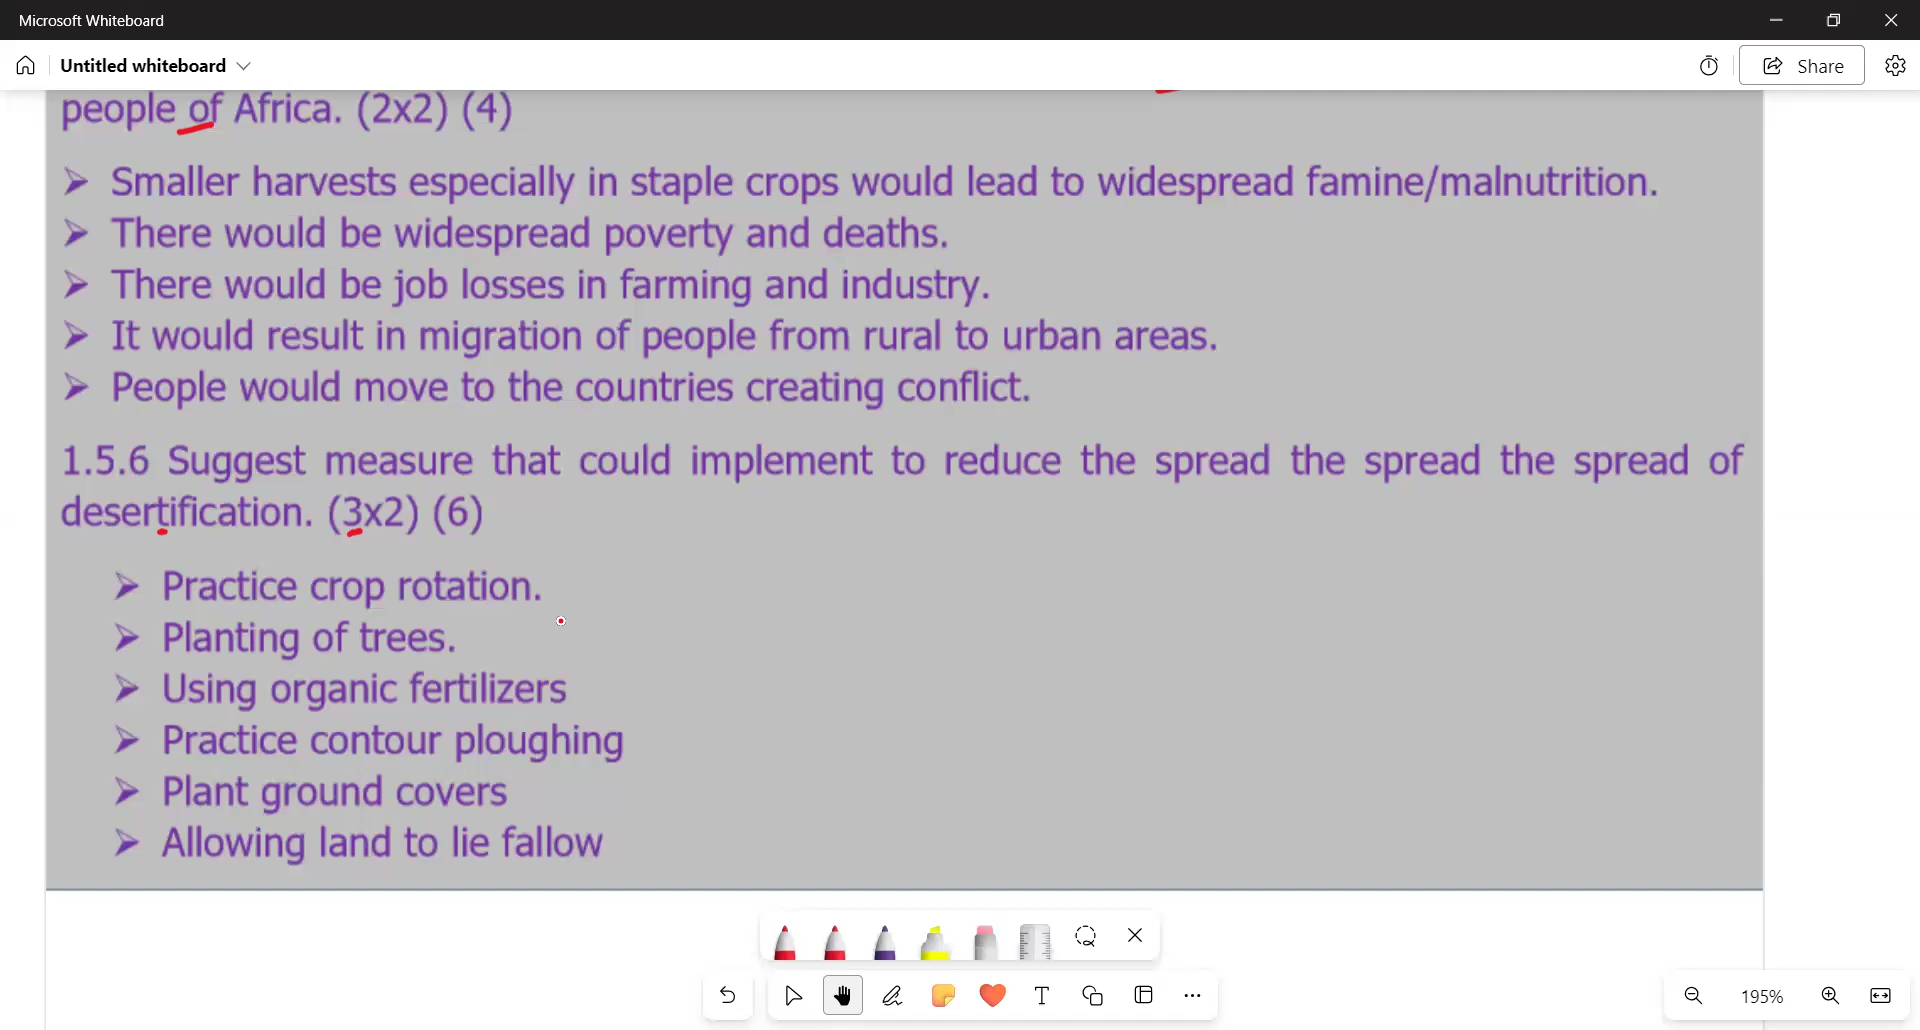 Microsoft Whiteboard
Untitled whiteboard
Share
people of Africa. (2x2) (4)
➢ Smaller harvests especially in staple crops would lead to widespread famine/malnutrition.
➢ There would be widespread poverty and deaths.
➢ There would be job losses in farming and industry.
➢ It would result in migration of people from rural to urban areas.
➢ People would move to the countries creating conflict.
1.5.6 Suggest measure that could implement to reduce the spread the spread the spread of
desertification. (3x2) (6)
➢ Practice crop rotation.
➢ Planting of trees.
➢ Using organic fertilizers
➢ Practice contour ploughing
➢ Plant ground covers
➢ Allowing land to lie fallow
195%